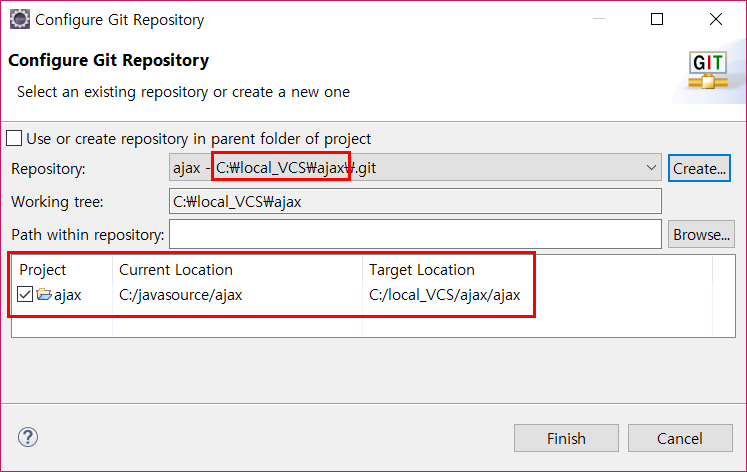 Configure Git Repository
Configure Git Repository
GIT
Select an existing repository or create a new one
Use or create repository in parent folder of project
Repository: ajax - C:₩local_VCS₩ajax₩.git Create...
Working tree: C:₩local_VCS₩ajax
Path within repository: Browse...
Project Current Location Target Location
ajax C:/javasource/ajax C:/local_VCS/ajax/ajax
? Finish Cancel